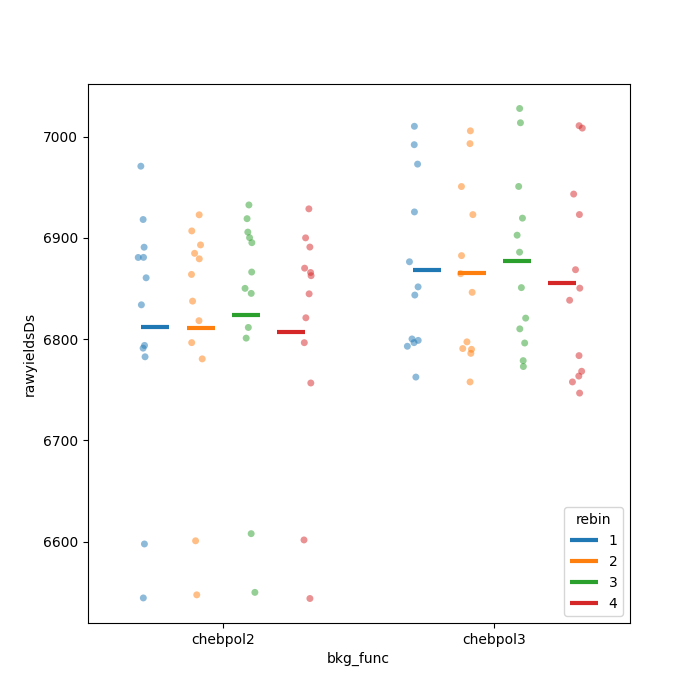 7000
6900
6800
6700
6600
rawyieldsDs
chebpol2
chebpol3
bkg_func
rebin
1
2
3
4